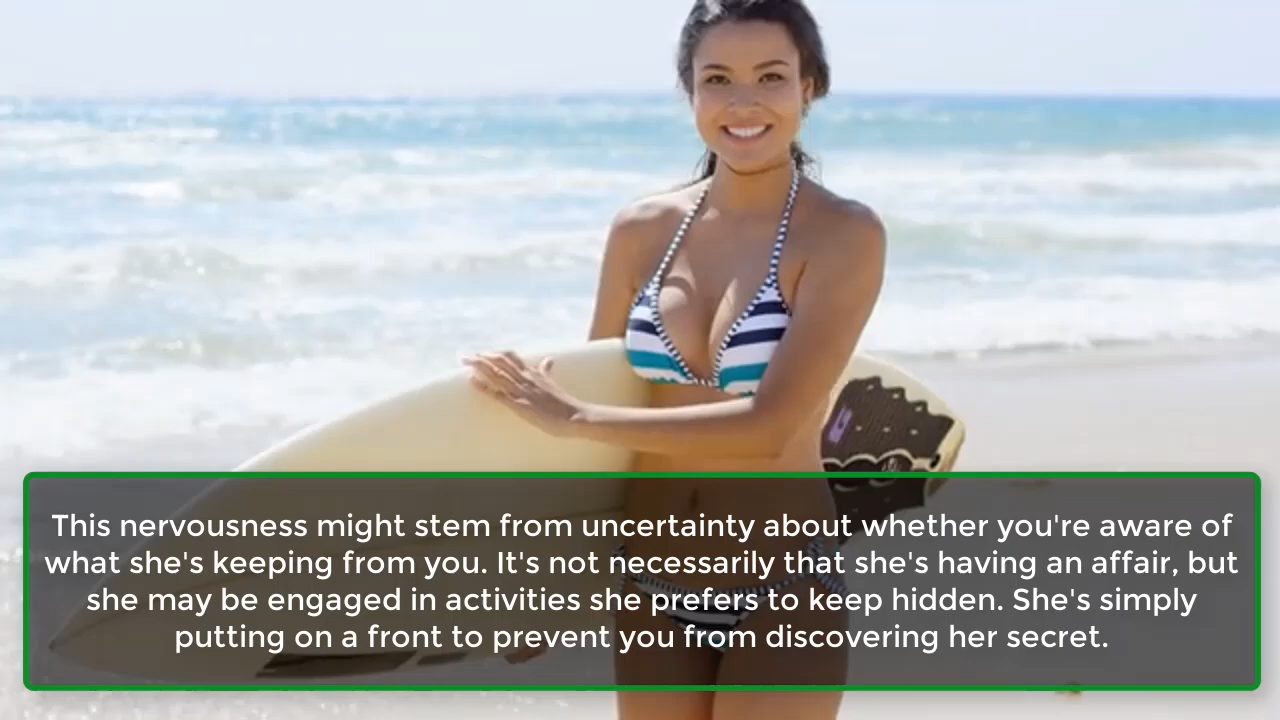 This nervousness might stem from uncertainty about whether you're aware of
what she's keeping from you. It's not necessarily that she's having an affair, but
she may be engaged in activities she prefers to keep hidden. She's simply
putting on a front to prevent you from discovering her secret.